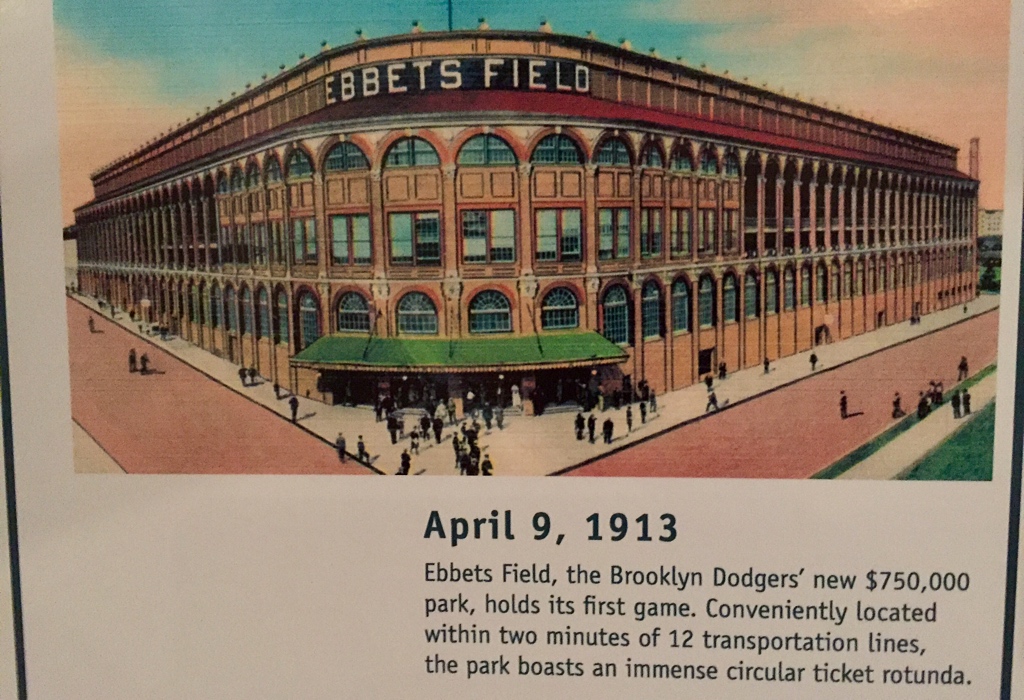 EBBETS FIELD
April 9, 1913
Ebbets Field, the Brooklyn Dodgers’ new $750,000
park, holds its first game. Conveniently located
within two minutes of 12 transportation lines,
the park boasts an immense circular ticket rotunda.